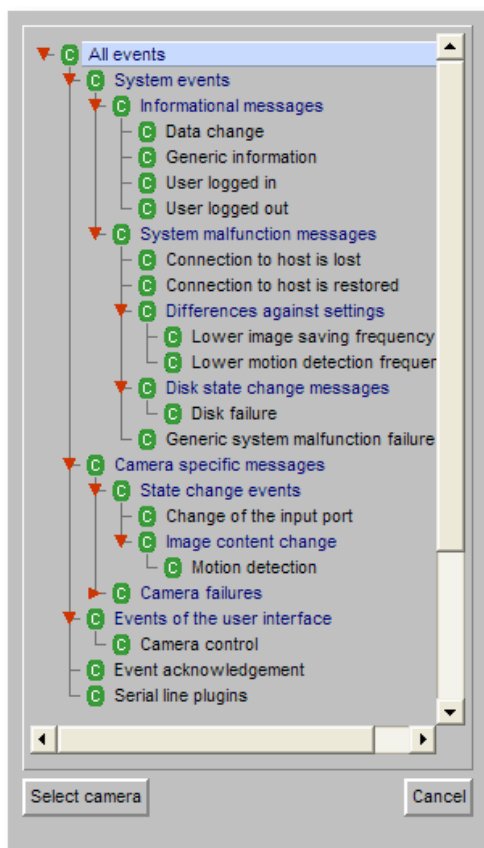 C All events
C System events
C Informational messages
C Data change
C Generic information
C User logged in
C User logged out
C System malfunction messages
C Connection to host is lost
C Connection to host is restored
C Differences against settings
C Lower image saving frequency
C Lower motion detection frequer
C Disk state change messages
C Disk failure
C Generic system malfunction failure
C Camera specific messages
C State change events
C Change of the input port
C Image content change
C Motion detection
C Camera failures
C Events of the user interface
C Camera control
C Event acknowledgement
C Serial line plugins
Select camera Cancel